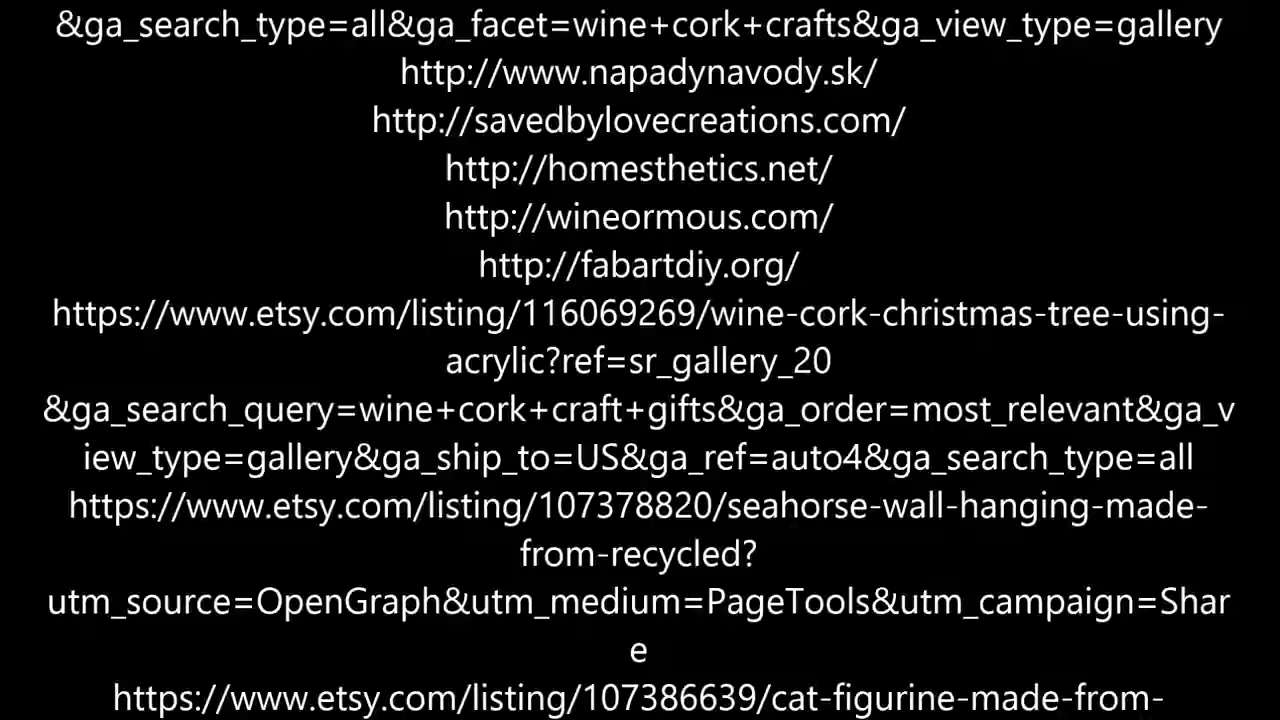 &ga_search_type=all&ga_facet=wine+cork+crafts&ga_view_type=gallery
http://www.napadynavody.sk/
http://savedbylovecreations.com/
http://homesthetics.net/
http://wineormous.com/
http://fabartdiy.org/
https://www.etsy.com/listing/116069269/wine-cork-christmas-tree-using-
acrylic?ref=sr_gallery_20
&ga_search_query=wine+cork+craft+gifts&ga_order=most_relevant&ga_v
iew_type=gallery&ga_ship_to=US&ga_ref=auto4&ga_search_type=all
https://www.etsy.com/listing/107378820/seahorse-wall-hanging-made-
from-recycled?
utm_source=OpenGraph&utm_medium=PageTools&utm_campaign=Shar
e
https://www.etsy.com/listing/107386639/cat-figurine-made-from-